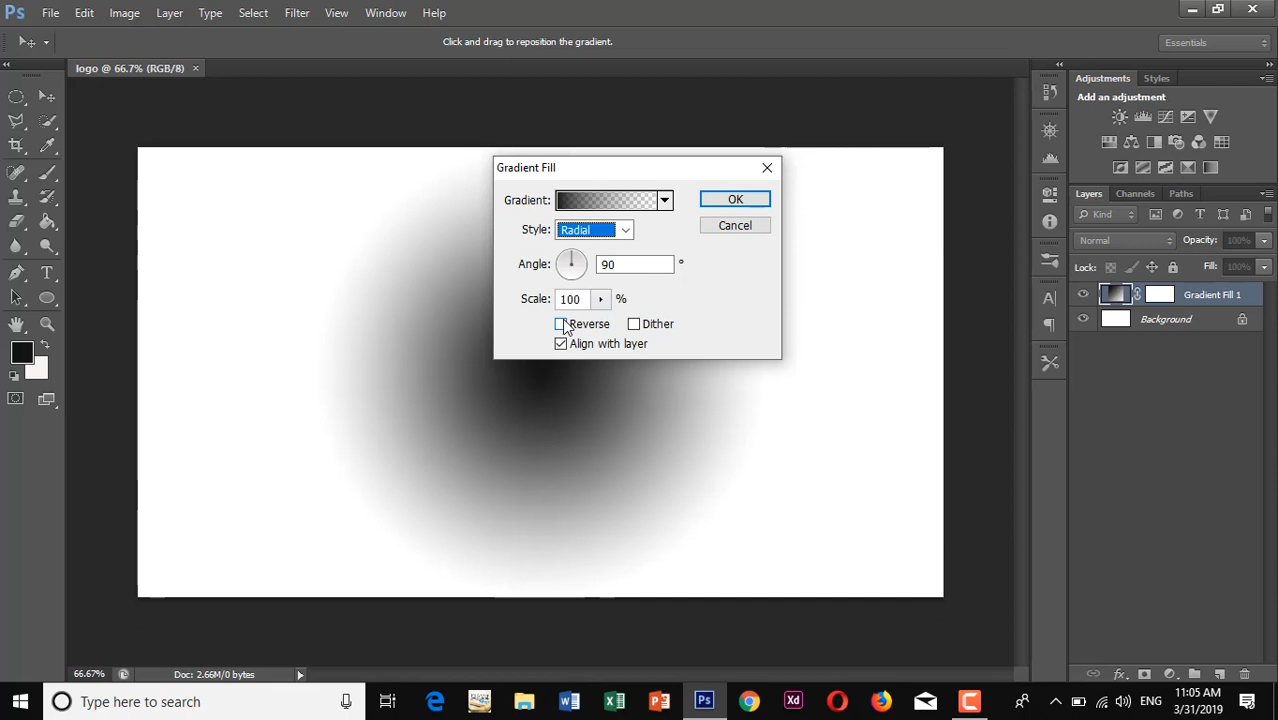 Ps File Edit Image Layer Type Select Filter View Window Help
Click and drag to reposition the gradient.
Essentials
logo @ 66.7% (RGB/8) ×
Adjustments Styles
Add an adjustment
Layers Channels Paths
Kind
Normal Opacity: 100%
Lock: Fill: 100%
Gradient Fill 1
Background
Gradient Fill
Gradient: OK
Style: Radial Cancel
Angle: 90 °
Scale: 100 %
Reverse Dither
Align with layer
66.67% Doc: 2.66M/0 bytes
Type here to search
Ps Xd ENG 11:05 AM
3/31/2019